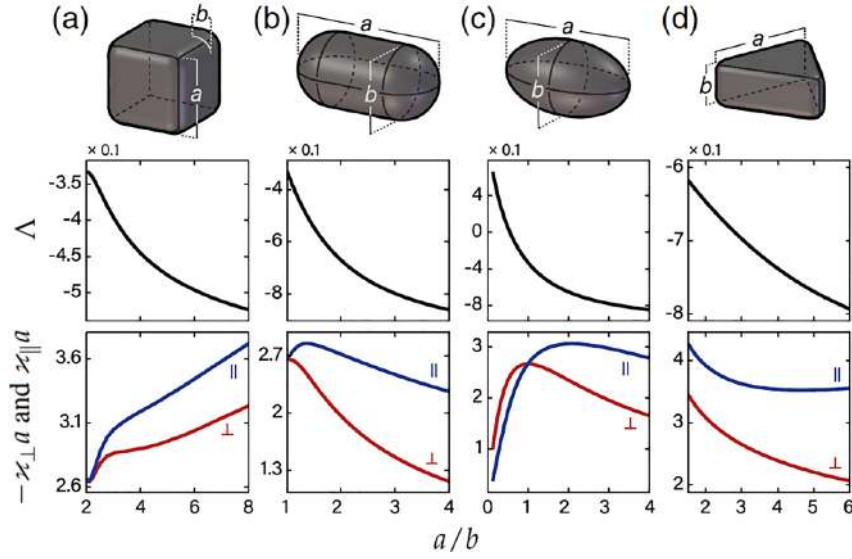 (a) (b) (c) (d)
b a a b a b a b
× 0.1 × 0.1 × 0.1 -6
-3.5 -4 4 -7
-4 -6 0 -8
-4.5 -8 -4
-5 -8
Λ
3.6 2.7 3 4
3.1 2 2 3
2.6 1.3 1 2
∥ ∥ ∥ ∥
⊥ ⊥ ⊥ ⊥
−ϰ⊥a and ϰ∥a
2 4 6 8 1 2 3 4 0 1 2 3 4 2 3 4 5 6
a/b